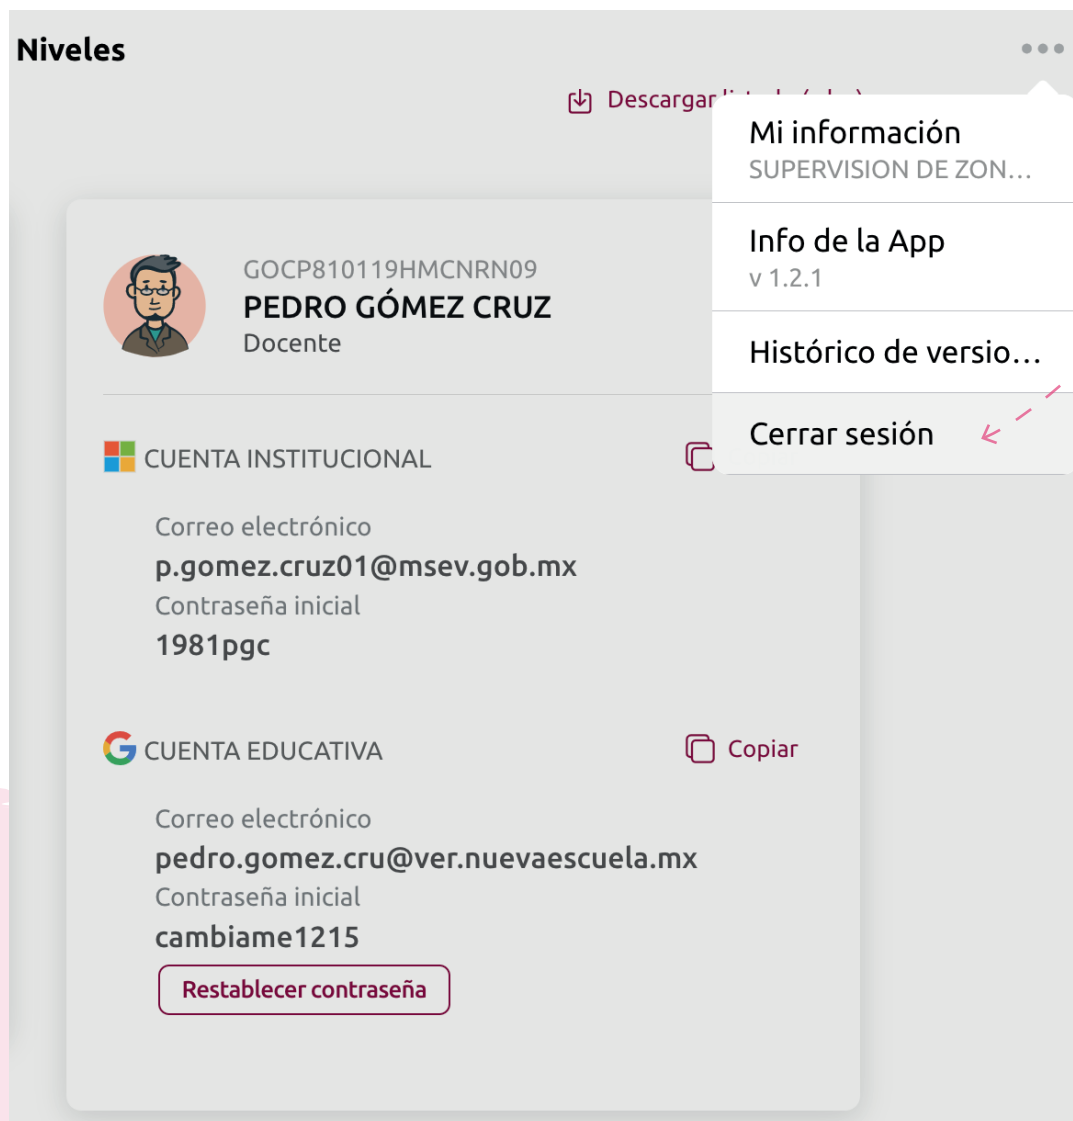 Niveles
Descargar
Mi información
SUPERVISION DE ZON...
Info de la App
v 1.2.1
Histórico de versio...
Cerrar sesión
GOCP810119HMCNRN09
PEDRO GÓMEZ CRUZ
Docente
CUENTA INSTITUCIONAL
Correo electrónico
p.gomez.cruz01@msev.gob.mx
Contraseña inicial
1981pgc
CUENTA EDUCATIVA
Copiar
Correo electrónico
pedro.gomez.cru@ver.nuevaescuela.mx
Contraseña inicial
cambiame1215
Restablecer contraseña